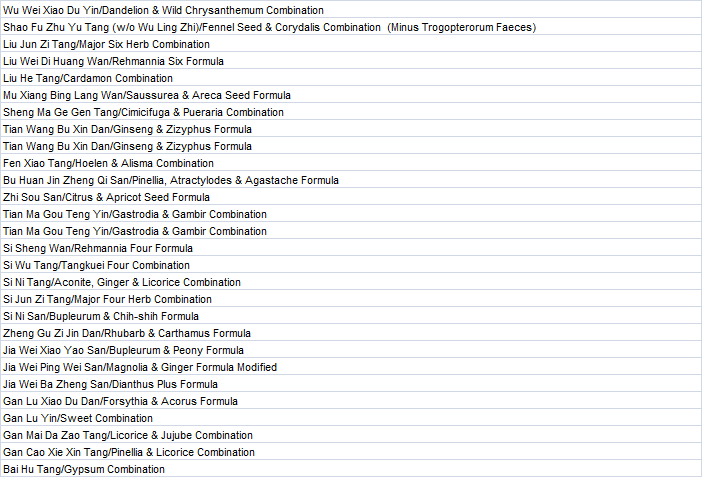 Wu Wei Xiao Du Yin/Dandelion & Wild Chrysanthemum Combination
Shao Fu Zhu Yu Tang (w/o Wu Ling Zhi)/Fennel Seed & Corydalis Combination  (Minus Trogopterorum Faeces)
Liu Jun Zi Tang/Major Six Herb Combination
Liu Wei Di Huang Wan/Rehmannia Six Formula
Liu He Tang/Cardamon Combination
Mu Xiang Bing Lang Wan/Saussurea & Areca Seed Formula
Sheng Ma Ge Gen Tang/Cimicifuga & Pueraria Combination
Tian Wang Bu Xin Dan/Ginseng & Zizyphus Formula
Tian Wang Bu Xin Dan/Ginseng & Zizyphus Formula
Fen Xiao Tang/Hoelen & Alisma Combination
Bu Huan Jin Zheng Qi San/Pinellia, Atractylodes & Agastache Formula
Zhi Sou San/Citrus & Apricot Seed Formula
Tian Ma Gou Teng Yin/Gastrodia & Gambir Combination
Tian Ma Gou Teng Yin/Gastrodia & Gambir Combination
Si Sheng Wan/Rehmannia Four Formula
Si Wu Tang/Tangkuei Four Combination
Si Ni Tang/Aconite, Ginger & Licorice Combination
Si Jun Zi Tang/Major Four Herb Combination
Si Ni San/Bupleurum & Chih-shih Formula
Zheng Gu Zi Jin Dan/Rhubarb & Carthamus Formula
Jia Wei Xiao Yao San/Bupleurum & Peony Formula
Jia Wei Ping Wei San/Magnolia & Ginger Formula Modified
Jia Wei Ba Zheng San/Dianthus Plus Formula
Gan Lu Xiao Du Dan/Forsythia & Acorus Formula
Gan Lu Yin/Sweet Combination
Gan Mai Da Zao Tang/Licorice & Jujube Combination
Gan Cao Xie Xin Tang/Pinellia & Licorice Combination
Bai Hu Tang/Gypsum Combination